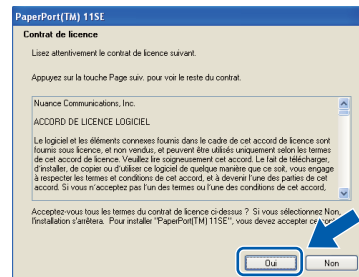 PaperPort(TM) 11SE
Contrat de licence
Lisez attentivement le contrat de licence suivant.
Appuyez sur la touche Page suiv. pour voir le reste du contrat.
Nuance Communications, Inc.
ACCORD DE LICENCE LOGICIEL
Le logiciel et les éléments connexes fournis dans le cadre de cet accord de licence sont
fournis sous licence, et non vendus, et peuvent être utilisés uniquement selon les termes
de cet accord de licence. Veuillez lire soigneusement cet accord. Le fait de télécharger,
d'installer, de copier ou d'utiliser ce logiciel de quelque manière que ce soit, vous engage
à respecter les termes et conditions de cet accord, et à devenir l'une des parties de cet
accord. Si vous n'acceptez pas l'un des termes ou l'une des conditions de cet accord,
Acceptez-vous tous les termes du contrat de licence ci-dessus ? Si vous sélectionnez Non,
l'installation s'arrêtera. Pour installer "PaperPort(TM) 11SE", vous devez accepter ce
Oui
Non